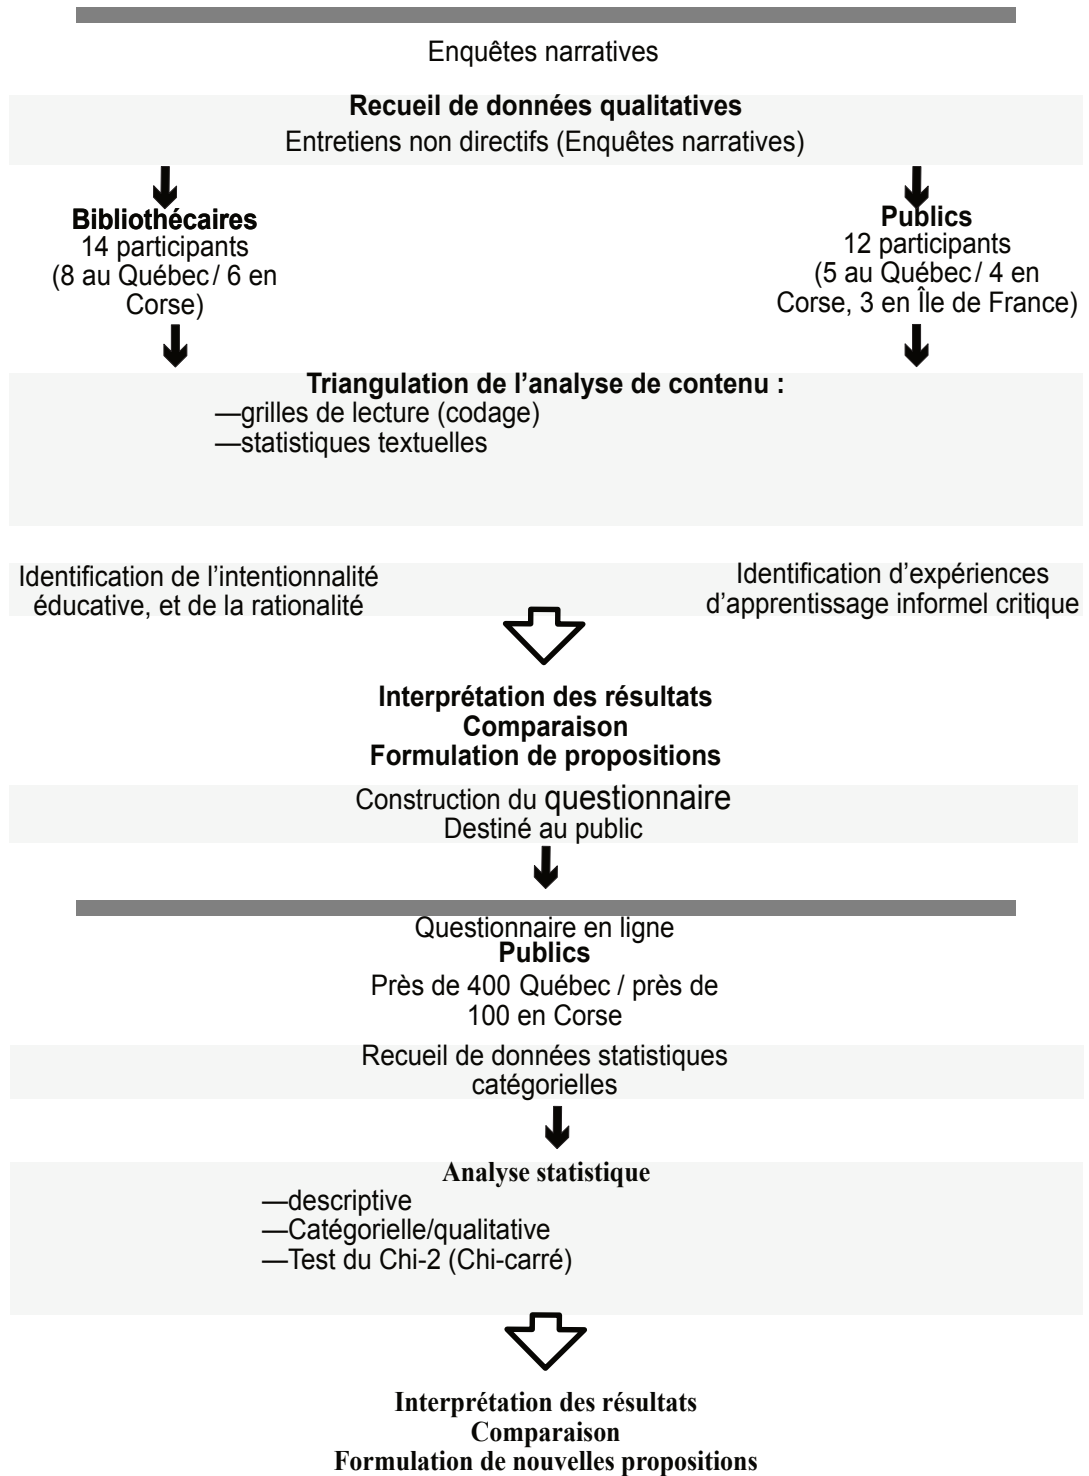 Enquêtes narratives
Recueil de données qualitatives
Entretiens non directifs (Enquêtes narratives)
Bibliothécaires
14 participants
(8 au Québec / 6 en
Corse)
Publics
12 participants
(5 au Québec / 4 en
Corse, 3 en Île de France)
Triangulation de l’analyse de contenu :
—grilles de lecture (codage)
—statistiques textuelles
Identification de l’intentionnalité
éducative, et de la rationalité
Identification d’expériences
d’apprentissage informel critique
Interprétation des résultats
Comparaison
Formulation de propositions
Construction du questionnaire
Destiné au public
Questionnaire en ligne
Publics
Près de 400 Québec / près de
100 en Corse
Recueil de données statistiques
catégorielles
Analyse statistique
—descriptive
—Catégorielle/qualitative
—Test du Chi-2 (Chi-carré)
Interprétation des résultats
Comparaison
Formulation de nouvelles propositions